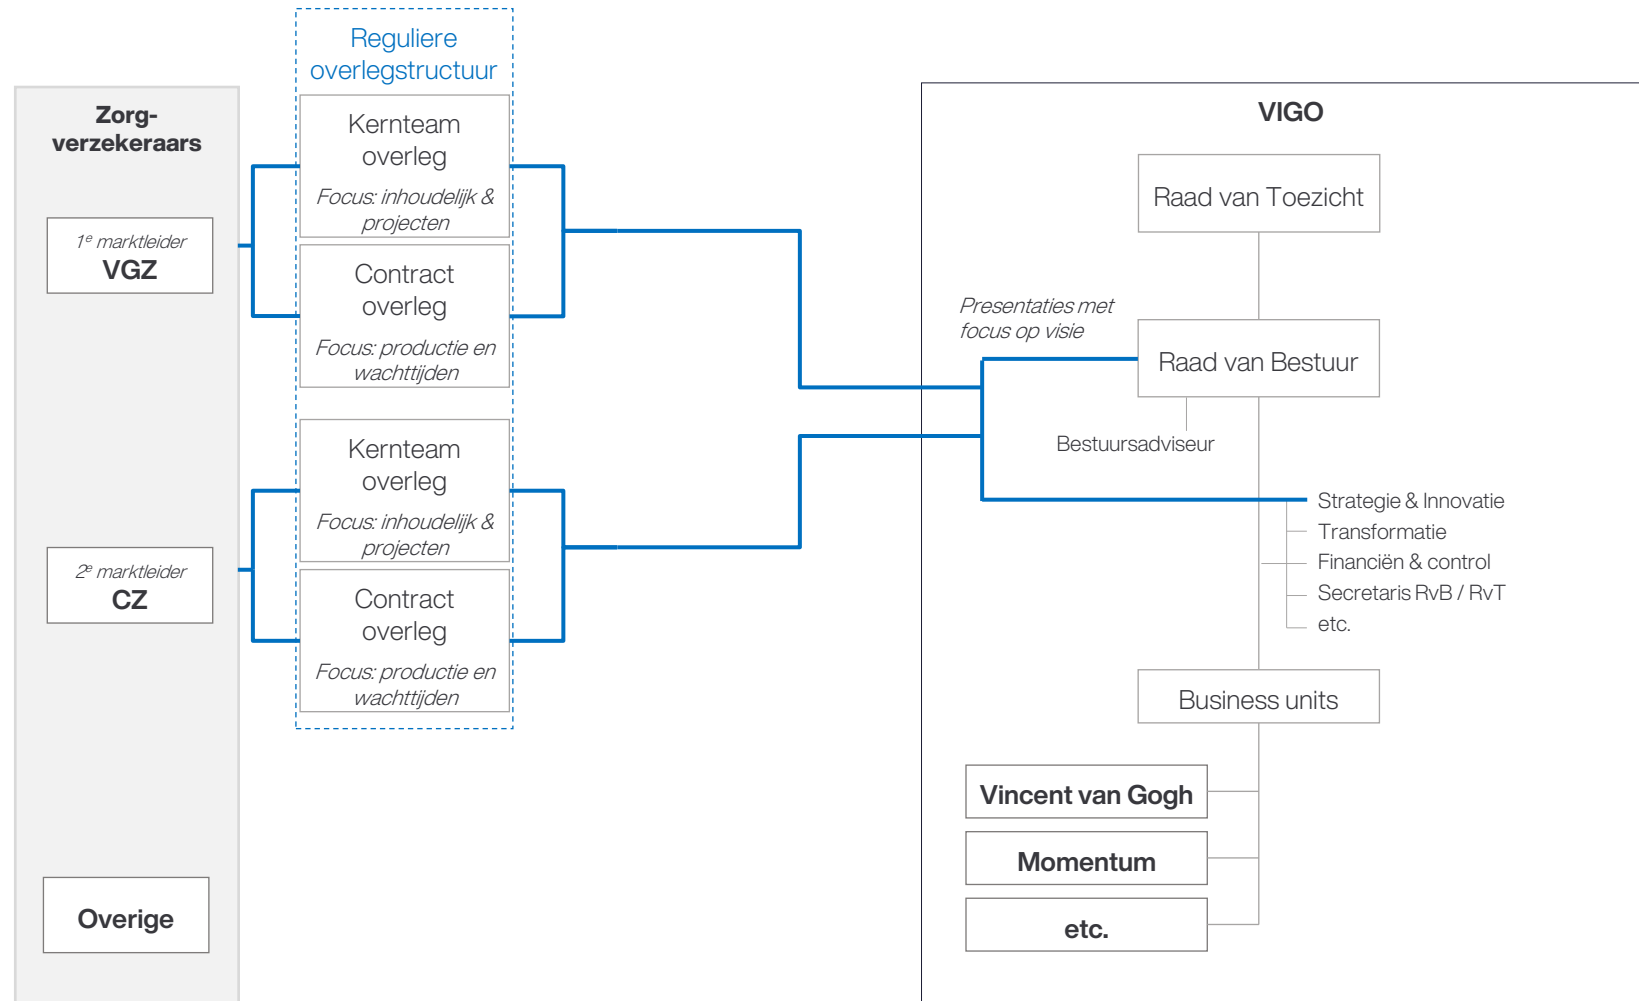 Reguliere
overlegstructuur
Zorg-
verzekeraars
1e marktleider
VGZ
2e marktleider
CZ
Overige
Kernteam
overleg
Focus: inhoudelijk &
projecten
Contract
overleg
Focus: productie en
wachttijden
Kernteam
overleg
Focus: inhoudelijk &
projecten
Contract
overleg
Focus: productie en
wachttijden
VIGO
Raad van Toezicht
Presentaties met
focus op visie
Raad van Bestuur
Bestuursadviseur
Strategie & Innovatie
Transformatie
Financiën & control
Secretaris RvB / RvT
etc.
Business units
Vincent van Gogh
Momentum
etc.